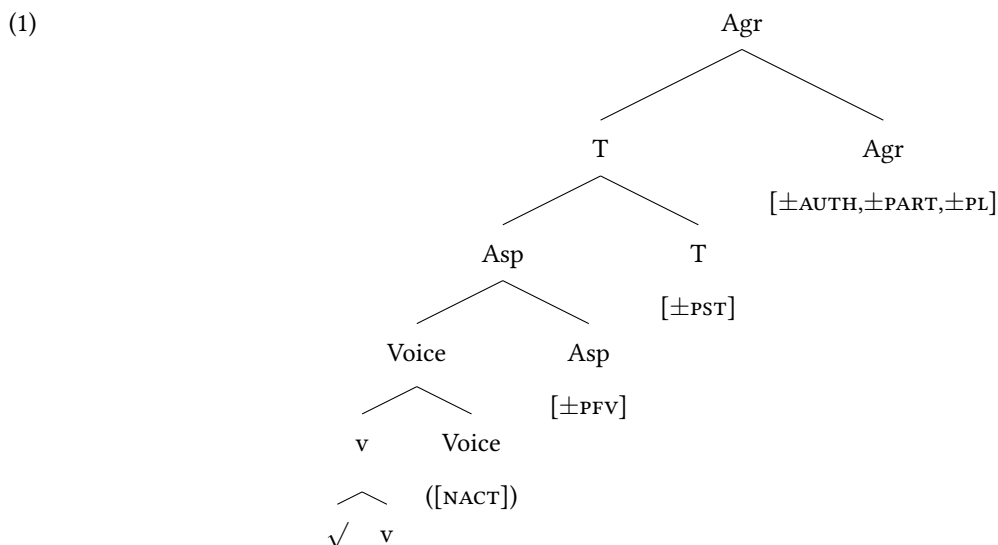 (1)
Agr
T Agr
[±AUTH,±PART,±PL]
Asp T
[±PST]
Voice Asp
[±PFV]
v Voice
([NACT])
√ v